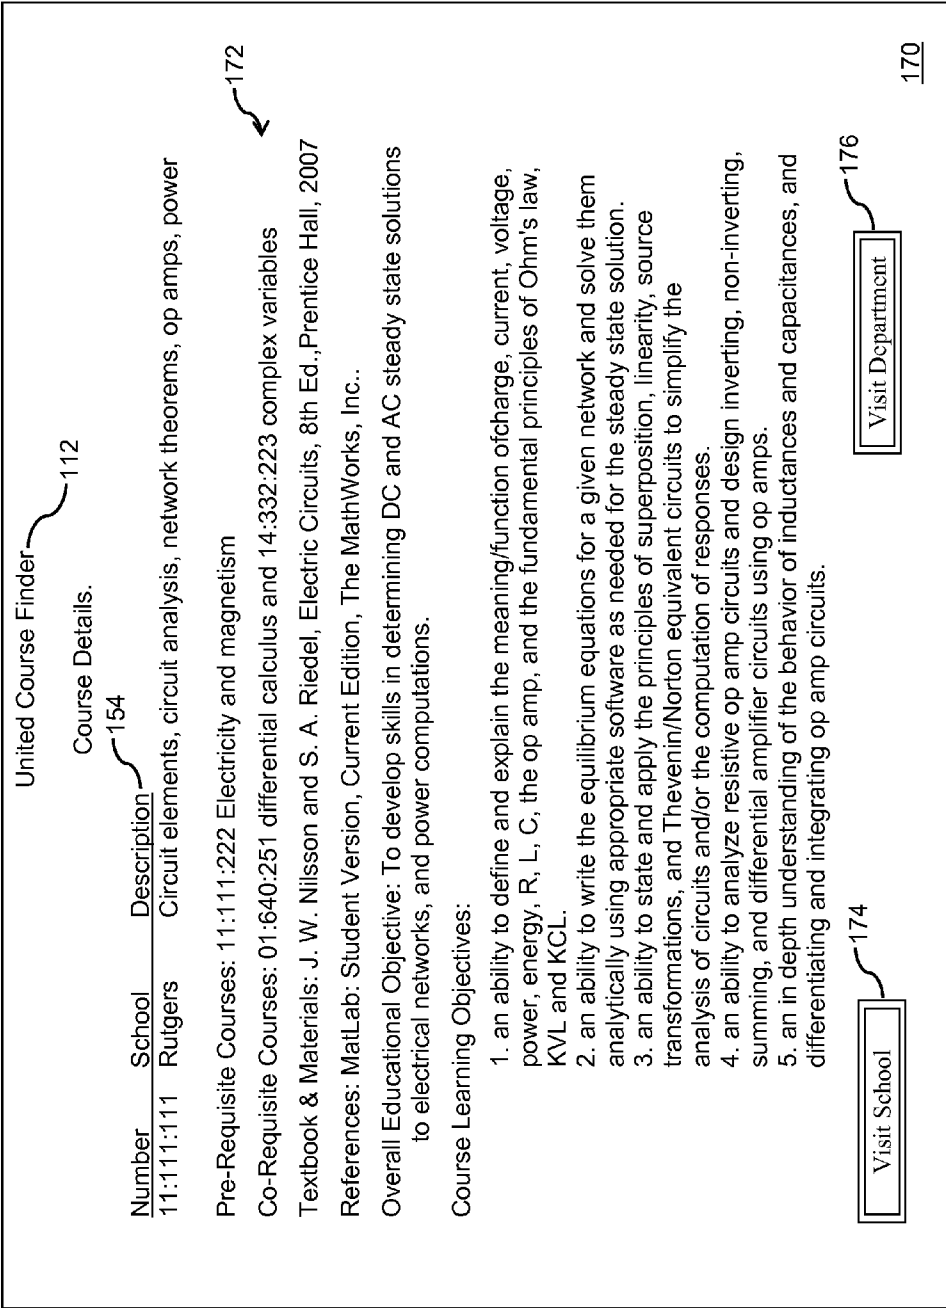 United Course Finder 112
Course Details.
154
Number School Description
11:111:111 Rutgers Circuit elements, circuit analysis, network theorems, op amps, power
172
Pre-Requisite Courses: 11:111:222 Electricity and magnetism
Co-Requisite Courses: 01:640:251 differential calculus and 14:332:223 complex variables
Textbook & Materials: J. W. Nilsson and S. A. Riedel, Electric Circuits, 8th Ed.,Prentice Hall, 2007
References: MatLab: Student Version, Current Edition, The MathWorks, Inc..
Overall Educational Objective: To develop skills in determining DC and AC steady state solutions
to electrical networks, and power computations.
Course Learning Objectives:
1. an ability to define and explain the meaning/function ofcharge, current, voltage,
power, energy, R, L, C, the op amp, and the fundamental principles of Ohm's law,
KVL and KCL.
2. an ability to write the equilibrium equations for a given network and solve them
analytically using appropriate software as needed for the steady state solution.
3. an ability to state and apply the principles of superposition, linearity, source
transformations, and Thevenin/Norton equivalent circuits to simplify the
analysis of circuits and/or the computation of responses.
4. an ability to analyze resistive op amp circuits and design inverting, non-inverting,
summing, and differential amplifier circuits using op amps.
5. an in depth understanding of the behavior of inductances and capacitances, and
differentiating and integrating op amp circuits.
174 176
Visit School Visit Department
170